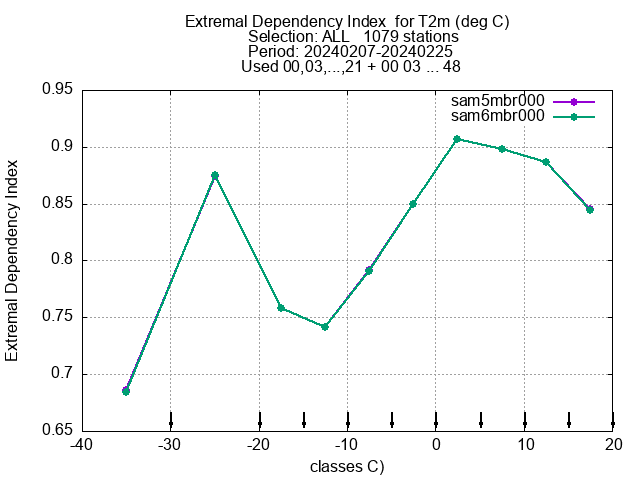 Extremal Dependency Index  for T2m (deg C)
Selection: ALL   1079 stations
Period: 20240207-20240225
Used 00,03,...,21 + 00 03 ... 48
sam5mbr000
sam6mbr000
0.95
0.9
0.85
0.8
0.75
0.7
0.65
Extremal Dependency Index
-40 -30 -20 -10 0 10 20
classes C)